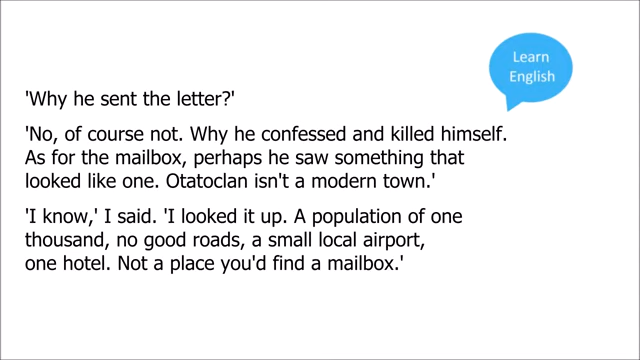 Learn
English
'Why he sent the letter?'
'No, of course not. Why he confessed and killed himself.
As for the mailbox, perhaps he saw something that
looked like one. Otatoclan isn't a modern town.'
'I know,' I said. 'I looked it up. A population of one
thousand, no good roads, a small local airport,
one hotel. Not a place you'd find a mailbox.'